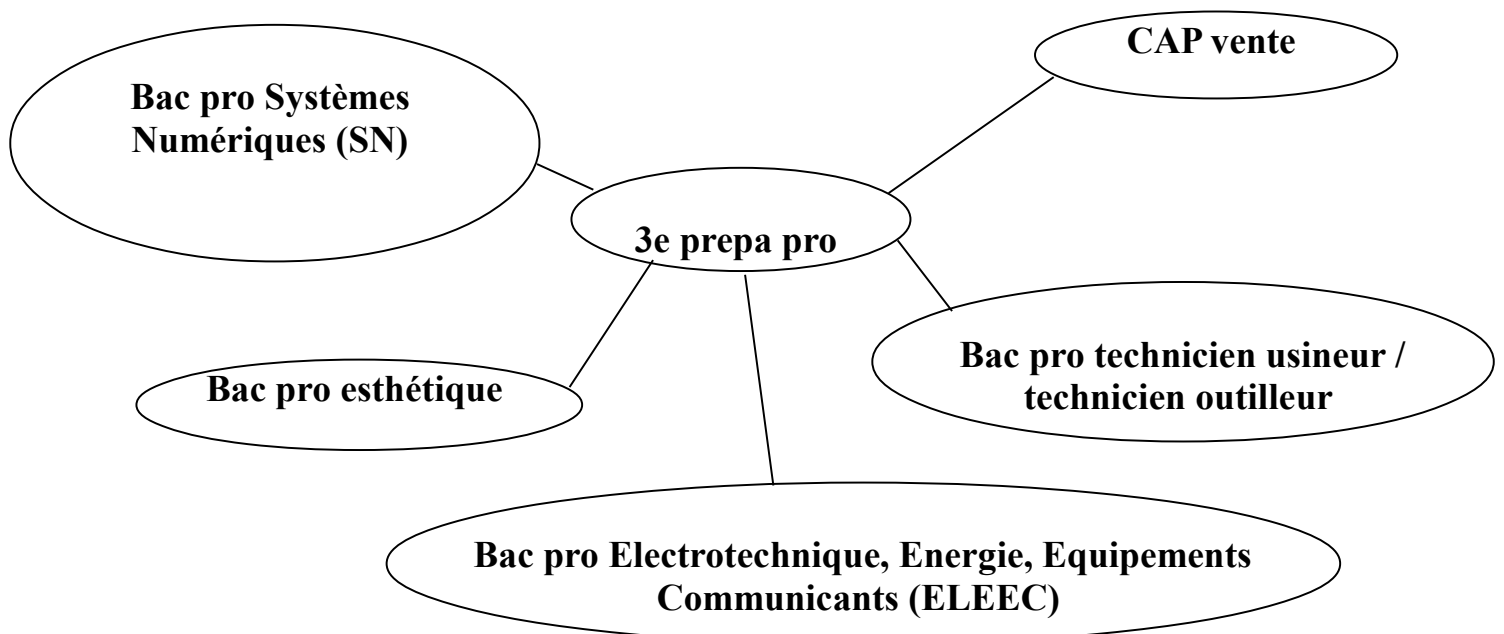 CAP vente
Bac pro Systèmes
Numériques (SN)
3e prepa pro
Bac pro technicien usineur /
technicien outilleur
Bac pro esthétique
Bac pro Electrotechnique, Energie, Equipements
Communicants (ELEEC)